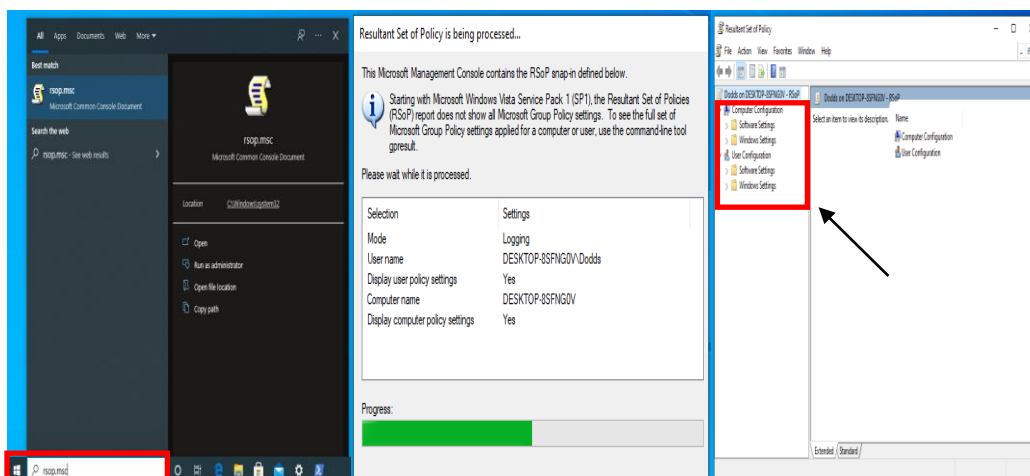 All Apps Documents Web More
Best match
rsop.msc
Microsoft Common Console Document
Search the web
rsop.msc - See web results
rsop.msc
Microsoft Common Console Document
Location C:\Windows\system32
Open
Run as administrator
Open file location
Copy path
rsop.msc
Resultant Set of Policy is being processed...
This Microsoft Management Console contains the RSoP snap-in defined below.
Starting with Microsoft Windows Vista Service Pack 1 (SP1), the Resultant Set of Policies
(RSoP) report does not show all Microsoft Group Policy settings. To see the full set of
Microsoft Group Policy settings applied for a computer or user, use the command-line tool
gpresult.
Please wait while it is processed.
Selection Settings
Mode Logging
User name DESKTOP-8SFNG0V\Dodds
Display user policy settings Yes
Computer name DESKTOP-8SFNG0V
Display computer policy settings Yes
Progress:
Resultant Set of Policy
File Action View Favorites Window Help
Dodds on DESKTOP-8SFNG0V - RSoP
Computer Configuration
Software Settings
Windows Settings
User Configuration
Software Settings
Windows Settings
Dodds on DESKTOP-8SFNG0V - RSoP
Select an item to view its description. Name
Computer Configuration
User Configuration
Extended Standard